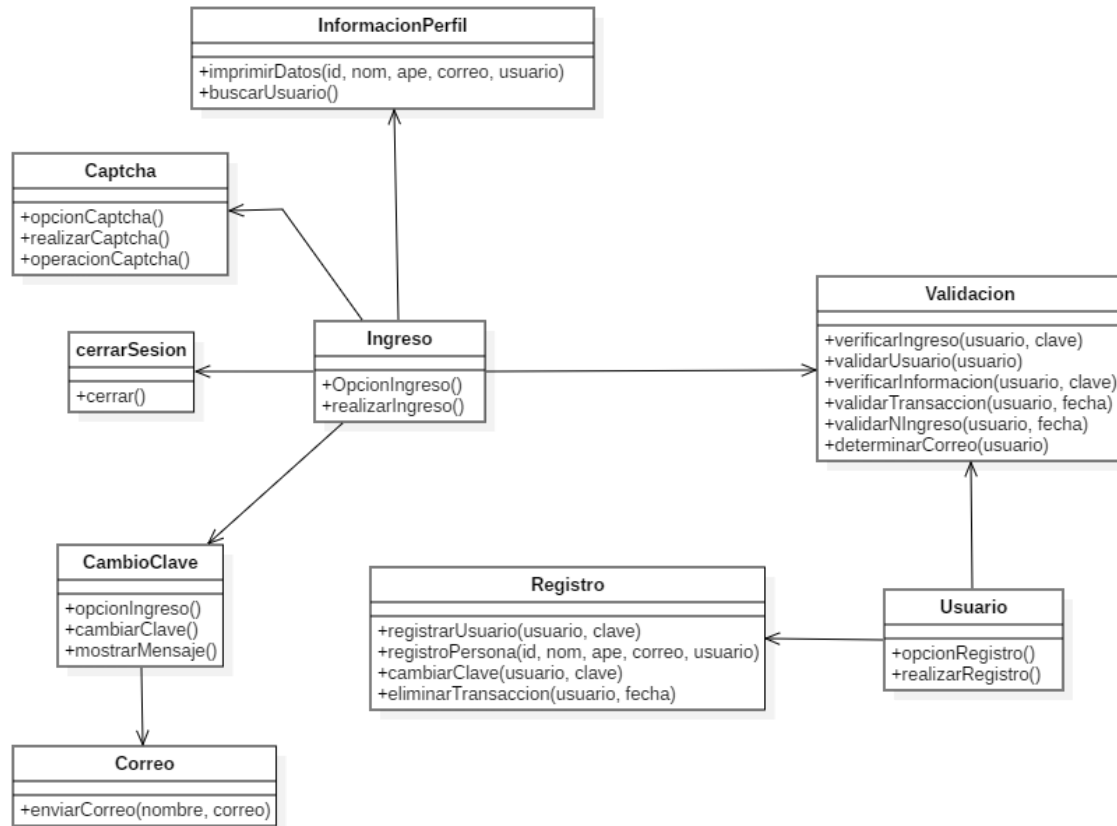 InformacionPerfil
+imprimirDatos(id, nom, ape, correo, usuario)
+buscarUsuario()
Captcha
+opcionCaptcha()
+realizarCaptcha()
+operacionCaptcha()
cerrarSesion
+cerrar()
Ingreso
+OpcionIngreso()
+realizarIngreso()
Validacion
+verificarIngreso(usuario, clave)
+validarUsuario(usuario)
+verificarInformacion(usuario, clave)
+validarTransaccion(usuario, fecha)
+validarNIngreso(usuario, fecha)
+determinarCorreo(usuario)
CambioClave
+opcionIngreso()
+cambiarClave()
+mostrarMensaje()
Registro
+registrarUsuario(usuario, clave)
+registroPersona(id, nom, ape, correo, usuario)
+cambiarClave(usuario, clave)
+eliminarTransaccion(usuario, fecha)
Usuario
+opcionRegistro()
+realizarRegistro()
Correo
+enviarCorreo(nombre, correo)